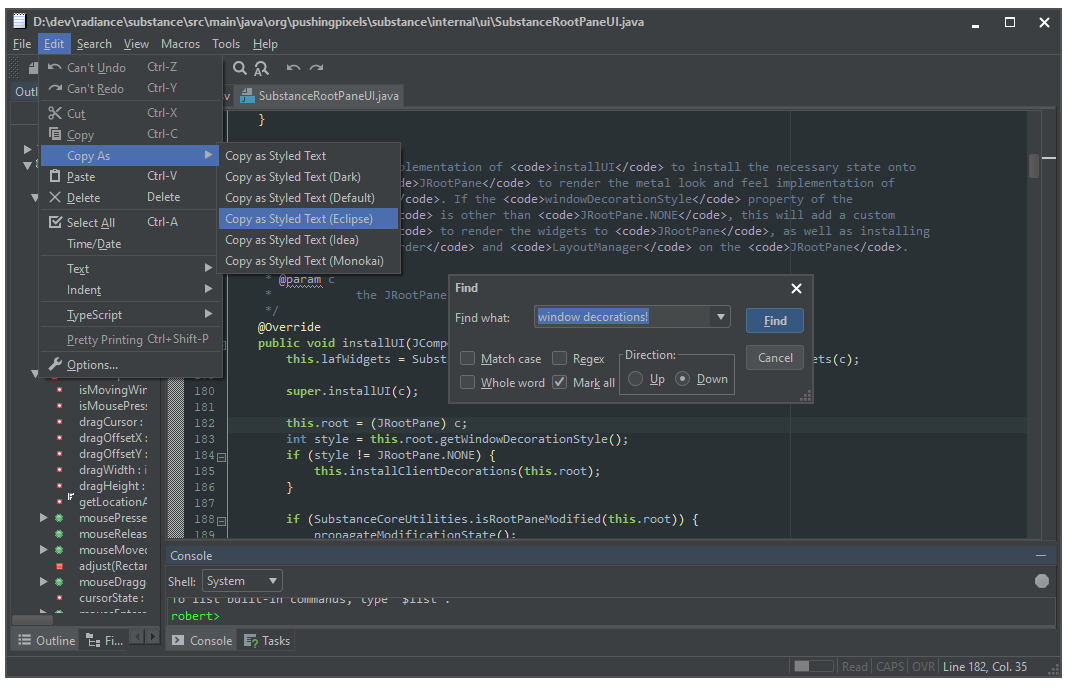 D:\dev\radiance\substance\src\main\java\org\pushingpixels\substance\internal\ui\SubstanceRootPaneUI.java
File Edit Search View Macros Tools Help
Can't Undo Ctrl-Z
Can't Redo Ctrl-Y
Cut Ctrl-X
Copy Ctrl-C
Copy As
Paste Ctrl-V
Delete Delete
Select All Ctrl-A
Time/Date
Text
Indent
TypeScript
Pretty Printing Ctrl+Shift-P
Options...
Copy as Styled Text
Copy as Styled Text (Dark)
Copy as Styled Text (Default)
Copy as Styled Text (Eclipse)
Copy as Styled Text (Idea)
Copy as Styled Text (Monokai)
Outl
SubstanceRootPaneUI.java
}
plementation of <code>installUI</code> to install the necessary state onto
de>JRootPane</code> to render the metal look and feel implementation of
. If the <code>windowDecorationStyle</code> property of the
is other than <code>JRootPane.NONE</code>, this will add a custom
to render the widgets to <code>JRootPane</code>, as well as installing
rder</code> and <code>LayoutManager</code> on the <code>JRootPane</code>.
* @param c
* the JRootPane
*/
@Override
public void installUI(JCompo
this.lafWidgets = Subst
ets(c);
180 super.installUI(c);
181
182 this.root = (JRootPane) c;
183 int style = this.root.getWindowDecorationStyle();
184 if (style != JRootPane.NONE) {
185 this.installClientDecorations(this.root);
186 }
187
188 if (SubstanceCoreUtilities.isRootPaneModified(this.root)) {
189 propagateModificationState();
Find
Find what: window decorations!
Find
Cancel
Match case Regex
Whole word Mark all
Direction:
Up Down
isMovingWir
isMousePress
dragCursor :
dragOffsetX :
dragOffsetY :
dragWidth : i
dragHeight :
getLocationA
mousePresse
mouseReleas
mouseMoved
adjust(Rectar
mouseDragg
cursorState :
mouseEntere
Outline Fi...
Console
Shell: System
To list built-in commands, type '$list'.
robert>
Console Tasks
Read CAPS OVR Line 182, Col. 35